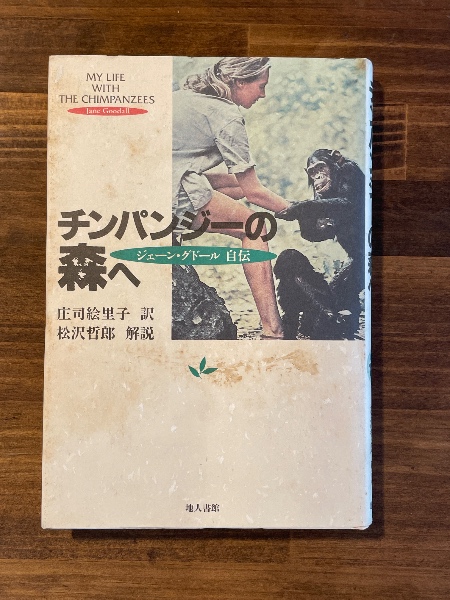 MY LIFE
WITH
THE CHIMPANZEES
Jane Goodall
チンパンジーの
森へ
ジェーン・グドール 自伝
庄司絵里子 訳
松沢哲郎 解説
地人書館